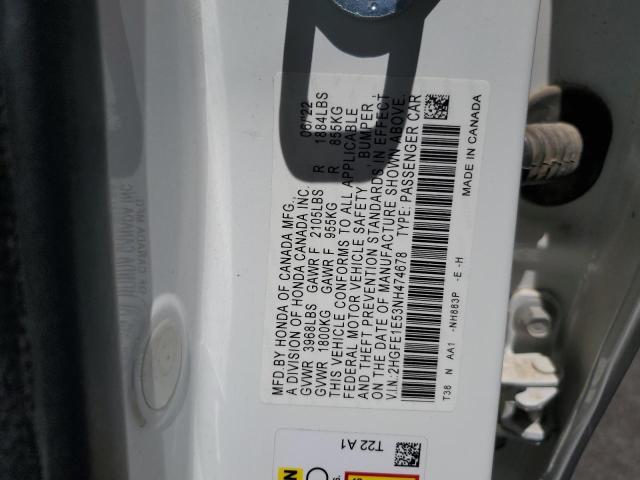 MFD.BY HONDA OF CANADA MFG.,
A DIVISION OF HONDA CANADA INC. 06/22
GVWR 3968LBS GAWR F 2105LBS R 1884LBS
GVWR 1800KG GAWR F 955KG R 855KG
THIS VEHICLE CONFORMS TO ALL APPLICABLE
FEDERAL MOTOR VEHICLE SAFETY , BUMPER ,
AND THEFT PREVENTION STANDARDS IN EFFECT
ON THE DATE OF MANUFACTURE SHOWN ABOVE.
V.I.N.:2HGFE1E53NH474678 TYPE: PASSENGER CAR
T38 N AA1 -NH883P -E -H MADE IN CANADA
T22 A1